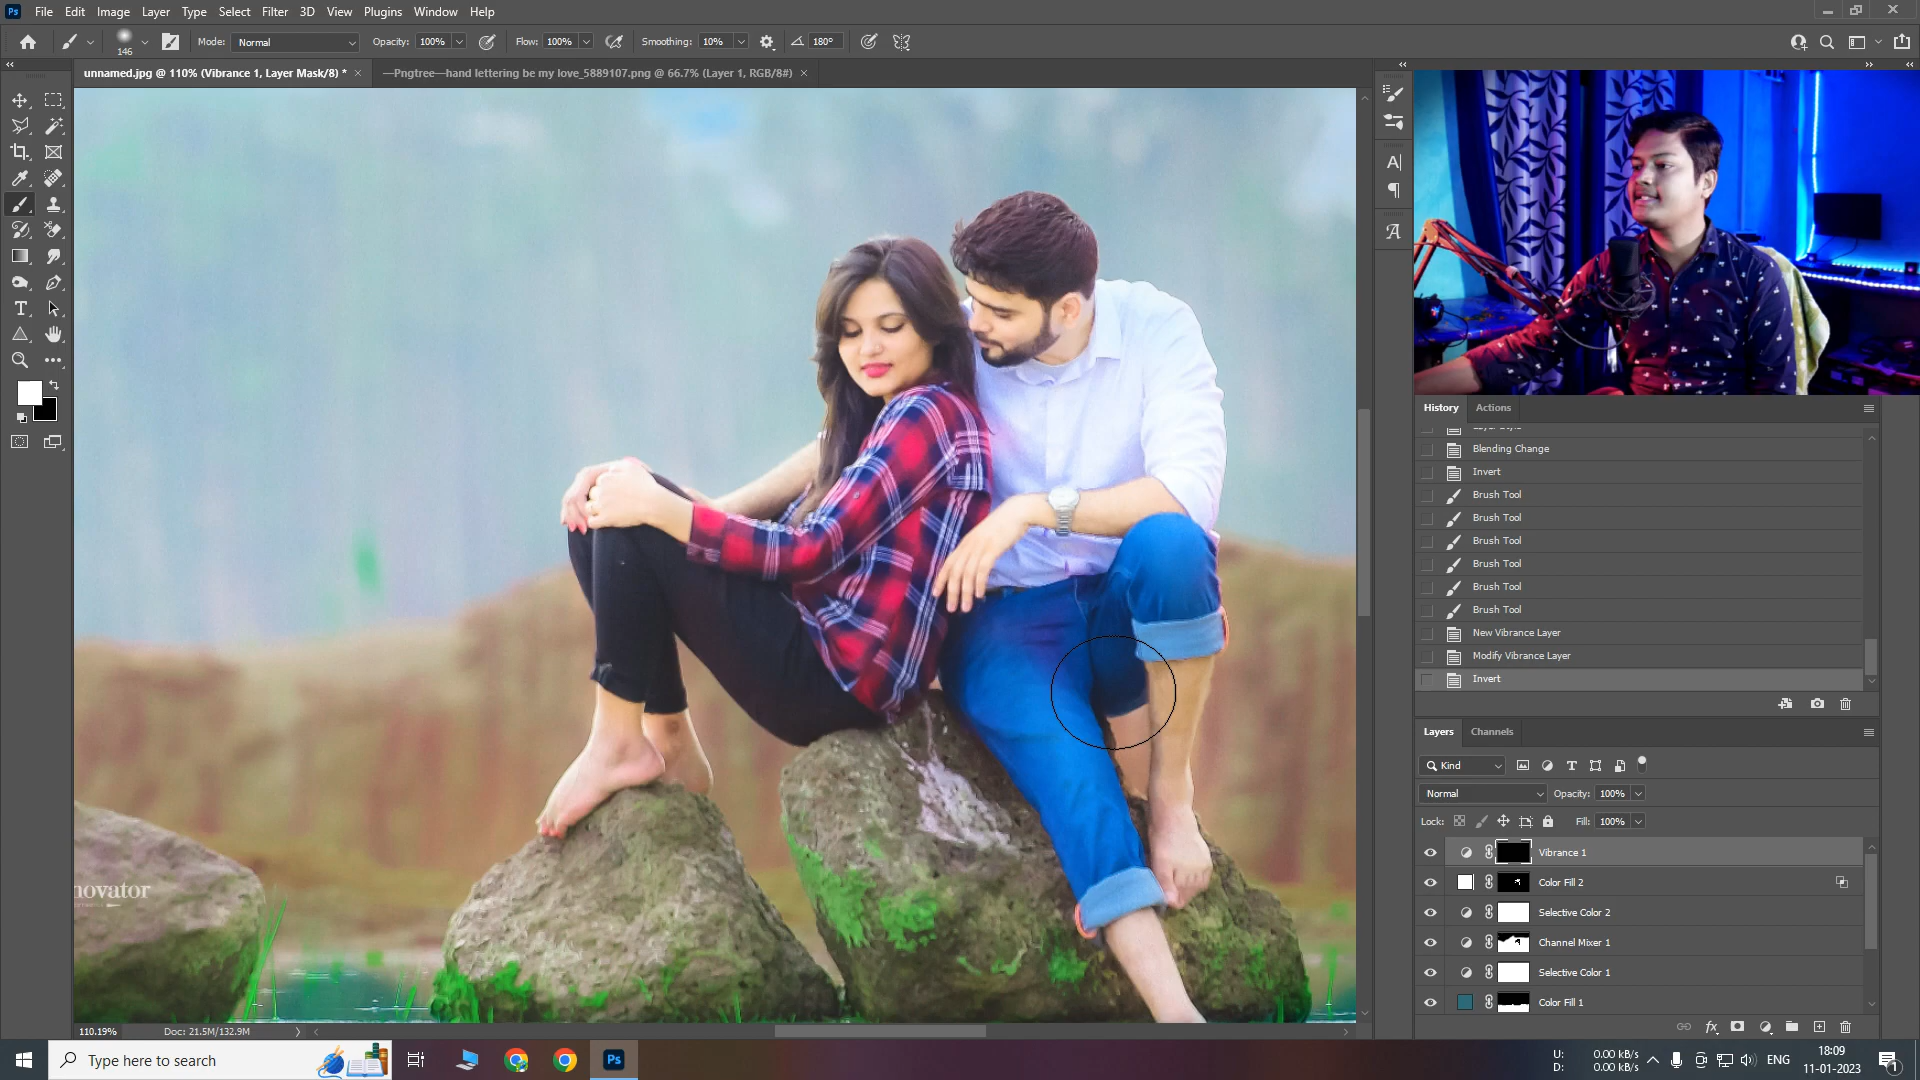 Ps File Edit Image Layer Type Select Filter 3D View Plugins Window Help
146 Mode: Normal Opacity: 100% Flow: 100% Smoothing: 10% 180°
unnamed.jpg @ 110% (Vibrance 1, Layer Mask/8) * × —Pngtree—hand lettering be my love_5889107.png @ 66.7% (Layer 1, RGB/8#) ×
History Actions
Blending Change
Invert
Brush Tool
Brush Tool
Brush Tool
Brush Tool
Brush Tool
Brush Tool
New Vibrance Layer
Modify Vibrance Layer
Invert
Layers Channels
Kind
Normal Opacity: 100%
Lock: Fill: 100%
Vibrance 1
Color Fill 2
Selective Color 2
Channel Mixer 1
Selective Color 1
Color Fill 1
fx
novator
110.19% Doc: 21.5M/132.9M
Type here to search
Ps
U: 0.00 kB/s
D: 0.00 kB/s
ENG
18:09
11-01-2023
1